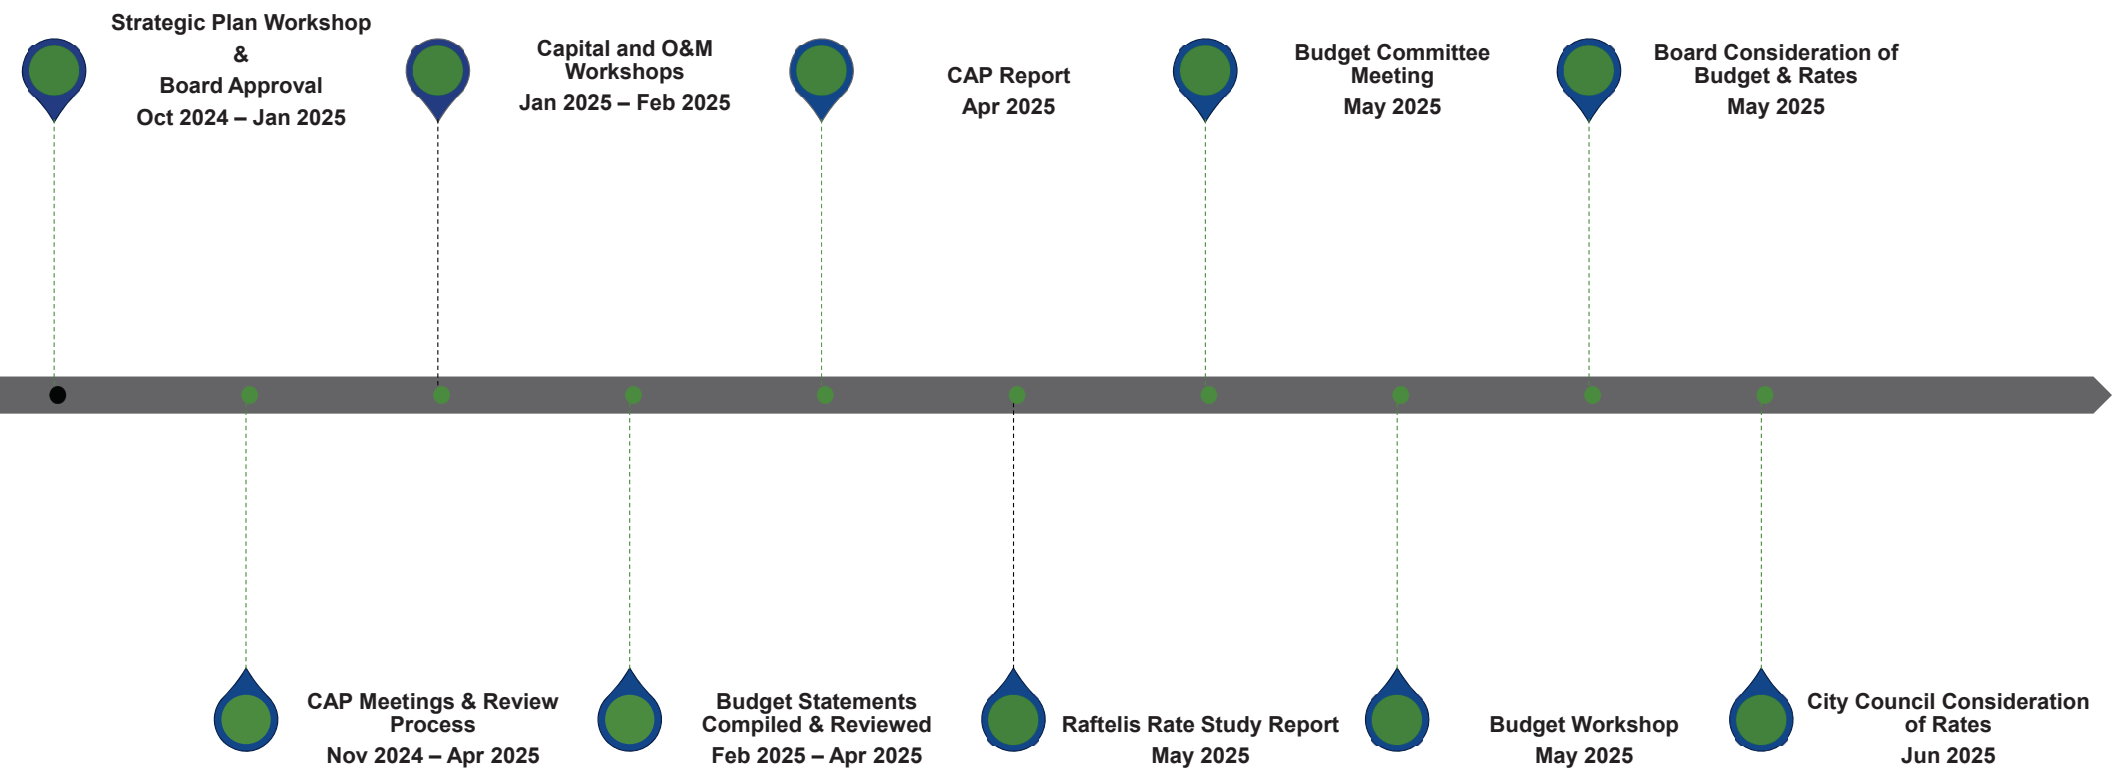 Strategic Plan Workshop
&
Board Approval
Oct 2024 – Jan 2025
Capital and O&M
Workshops
Jan 2025 – Feb 2025
CAP Report
Apr 2025
Budget Committee
Meeting
May 2025
Board Consideration of
Budget & Rates
May 2025
CAP Meetings & Review
Process
Nov 2024 – Apr 2025
Budget Statements
Compiled & Reviewed
Feb 2025 – Apr 2025
Raftelis Rate Study Report
May 2025
Budget Workshop
May 2025
City Council Consideration
of Rates
Jun 2025